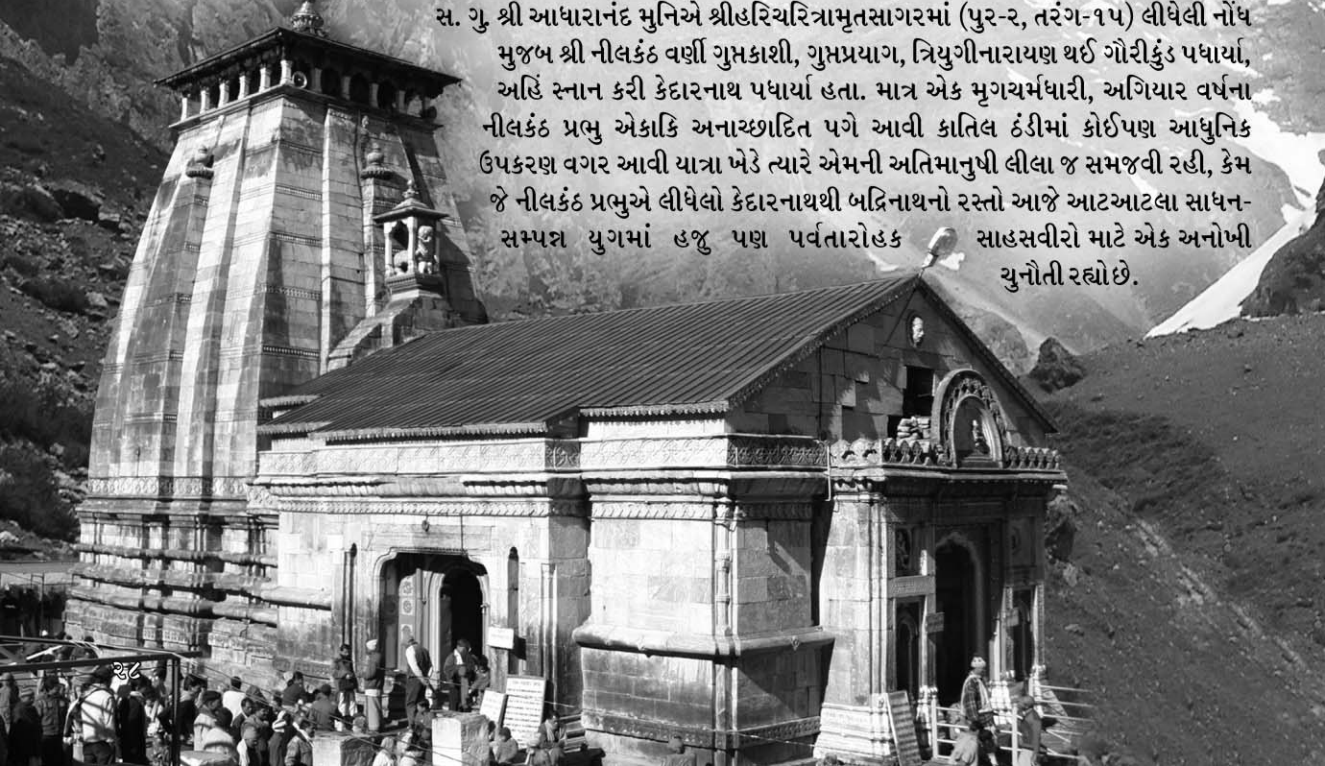 સ. ગુ. શ્રી આધારાનંદ મુનિએ શ્રીહરિચરિત્રામૃતસાગરમાં (પુર-ર, તરંગ-૧૫) લીધેલી નોંધ
મુજબ શ્રી નીલકંઠ વર્ણી ગુપ્તકાશી, ગુપ્તપ્રયાગ, ત્રિયુગીનારાયણ થઈ ગૌરીકુંડ પધાર્યા,
અહિં સ્નાન કરી કેદારનાથ પધાર્યા હતા. માત્ર એક મૃગચર્મધારી, અગિયાર વર્ષના
નીલકંઠ પ્રભુ એકાકિ અનાચ્છાદિત પગે આવી કાતિલ ઠંડીમાં કોઈપણ આધુનિક
ઉપકરણ વગર આવી યાત્રા ખેડે ત્યારે એમની અતિમાનુષી લીલા જ સમજવી રહી, કેમ
જે નીલકંઠ પ્રભુએ લીધેલો કેદારનાથથી બદ્રિનાથનો રસ્તો આજે આટઆટલા સાધન-
સમ્પન્ન યુગમાં હજુ પણ પર્વતારોહક સાહસવીરો માટે એક અનોખી
ચુનૌતી રહ્યો છે.
૨૮